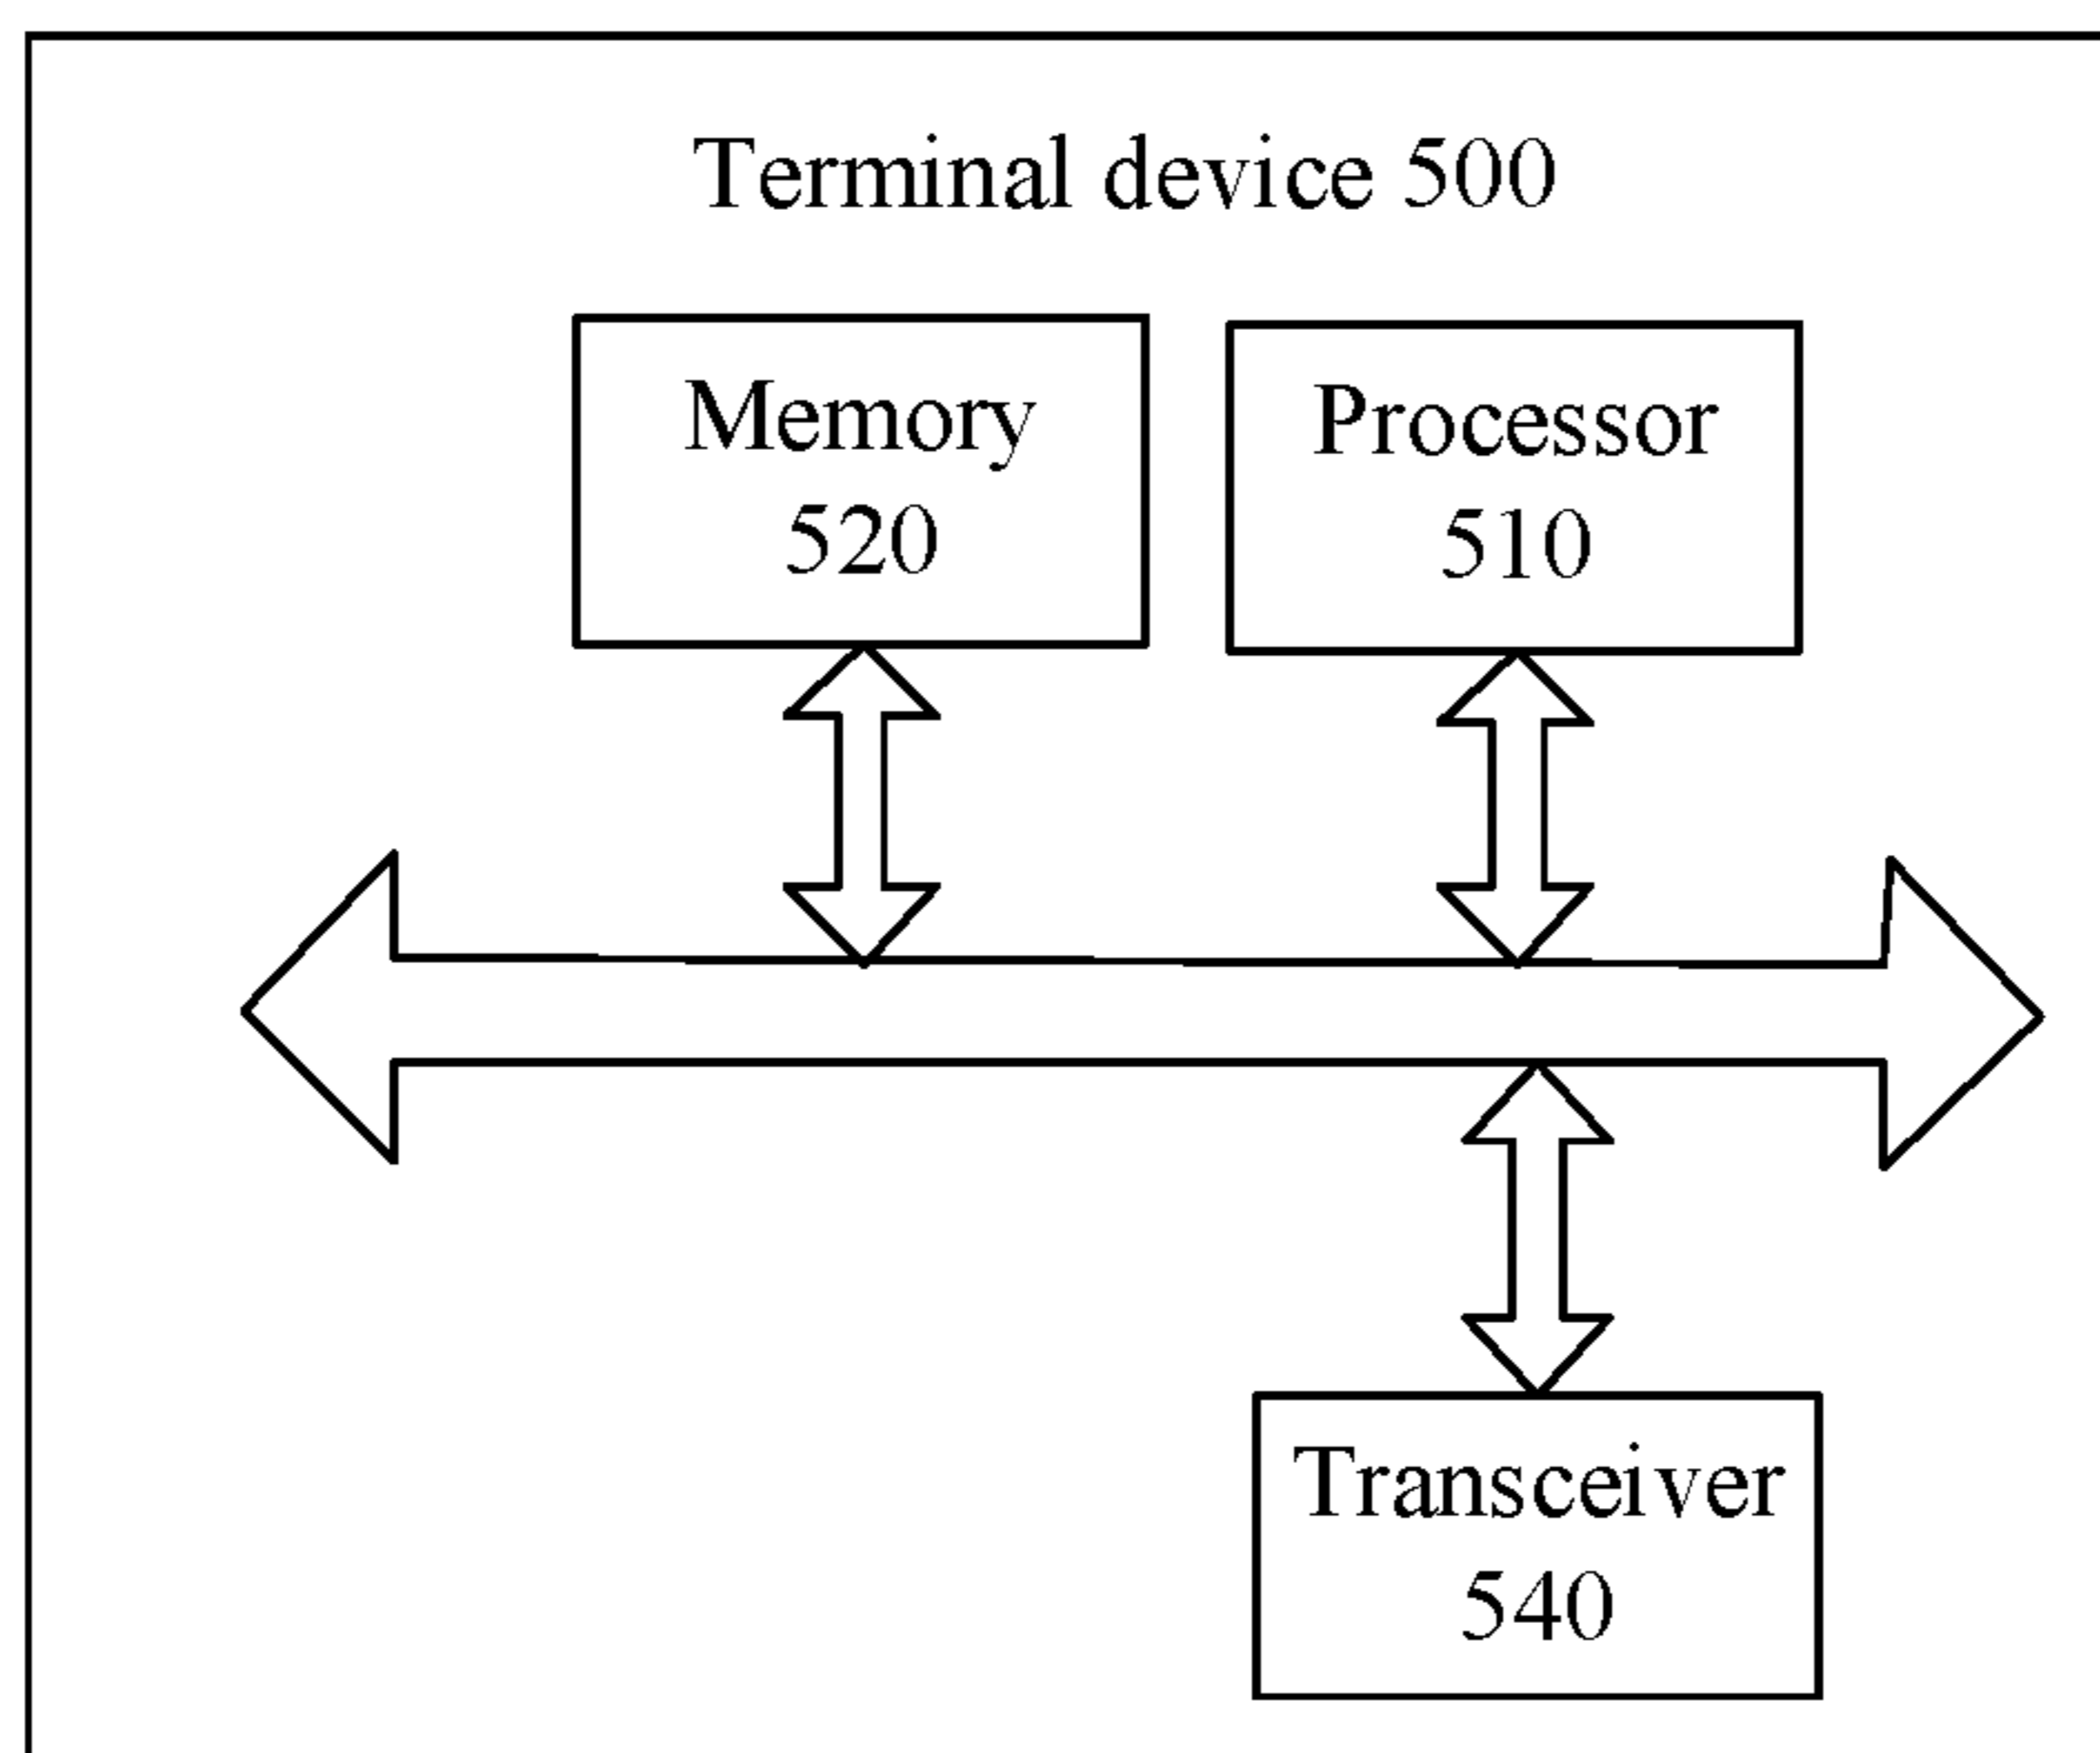 Terminal device 500
Memory
520
Processor
510
Transceiver
540